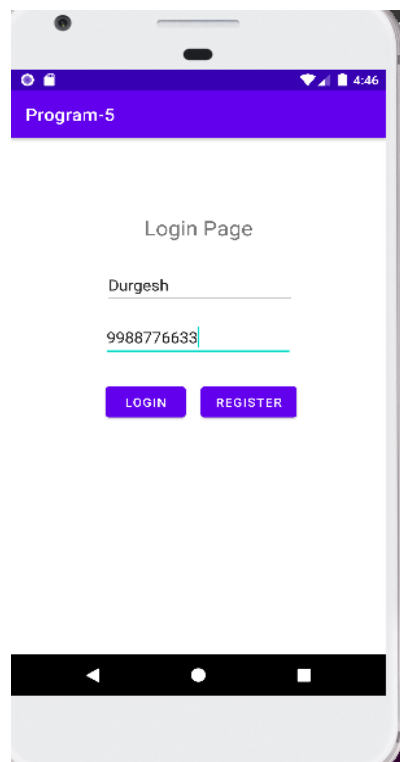 4:46
Program-5
Login Page
Durgesh
9988776633
LOGIN REGISTER